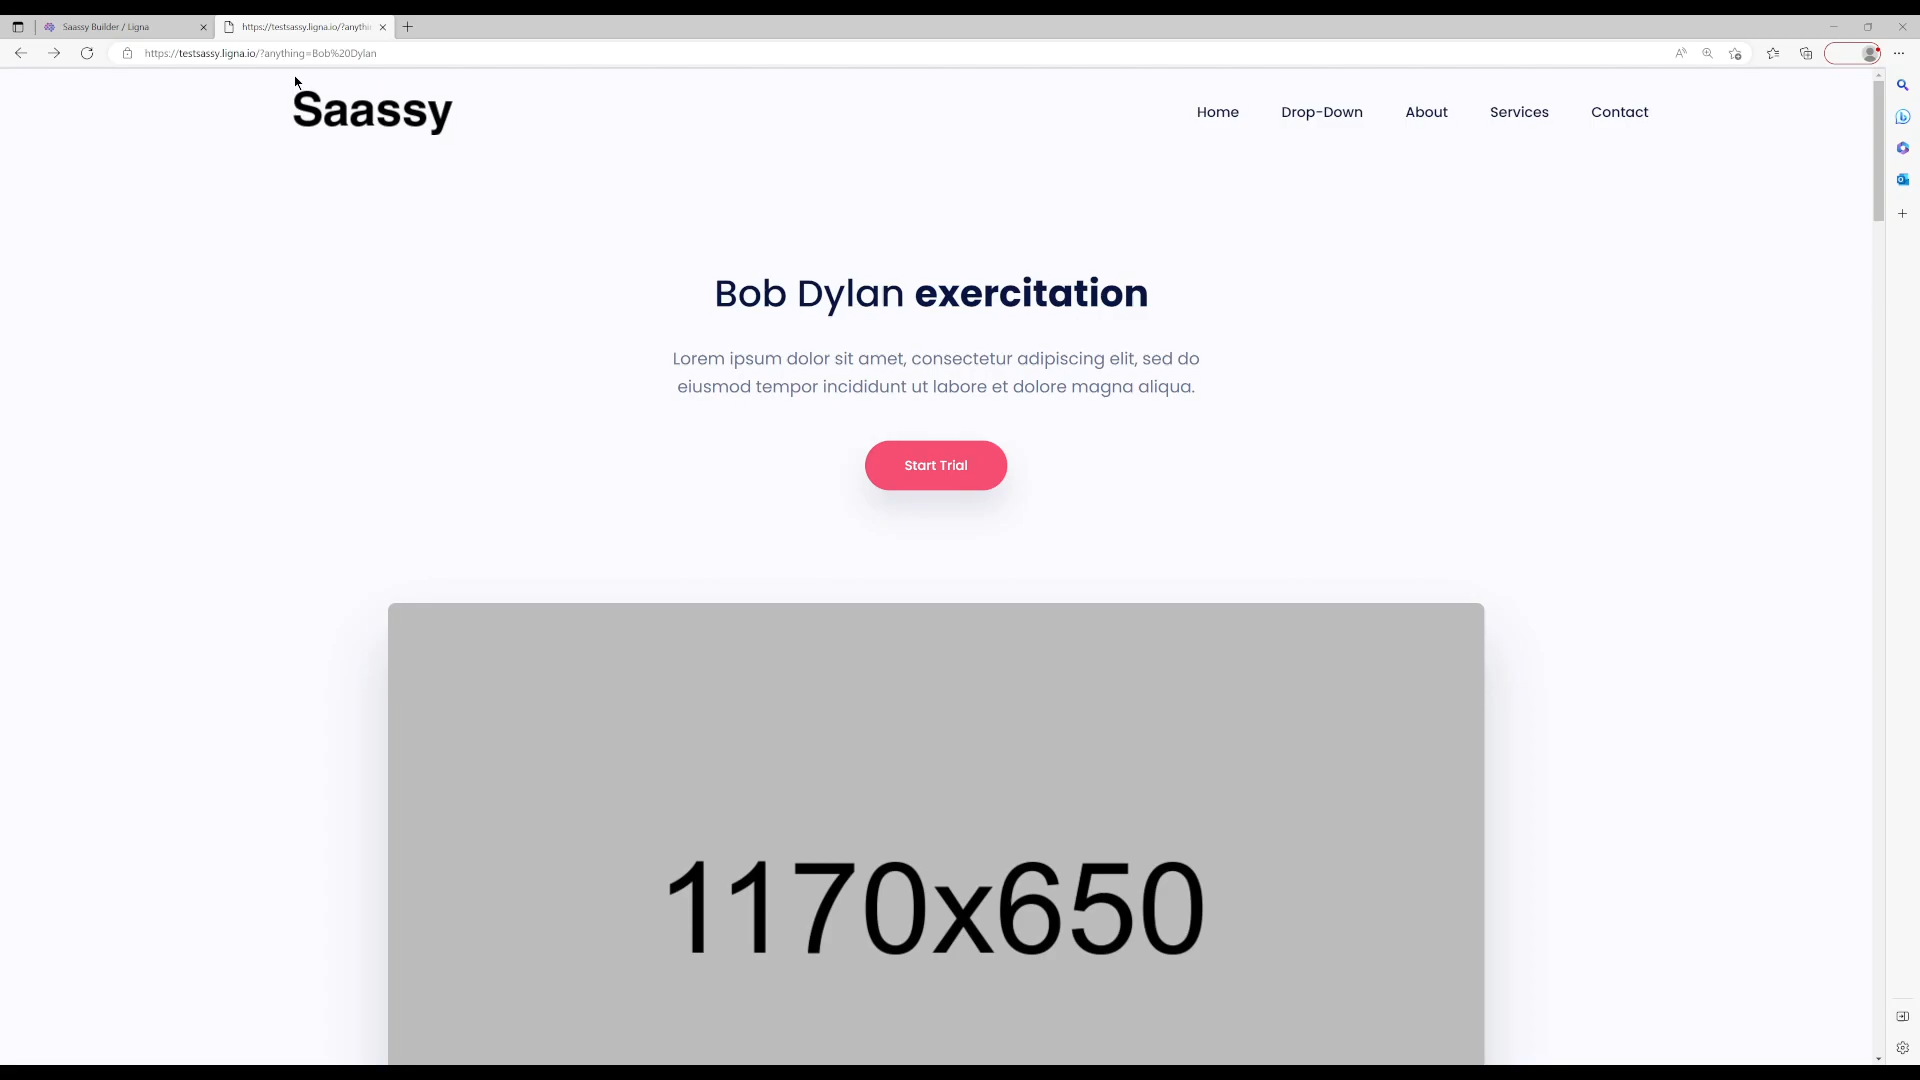 Saassy Builder / Ligna
https://testsassy.ligna.io/?anythi
https://testsassy.ligna.io/?anything=Bob%20Dylan
Saassy
Home
Drop-Down
About
Services
Contact
Bob Dylan exercitation
Lorem ipsum dolor sit amet, consectetur adipiscing elit, sed do
eiusmod tempor incididunt ut labore et dolore magna aliqua.
Start Trial
1170x650